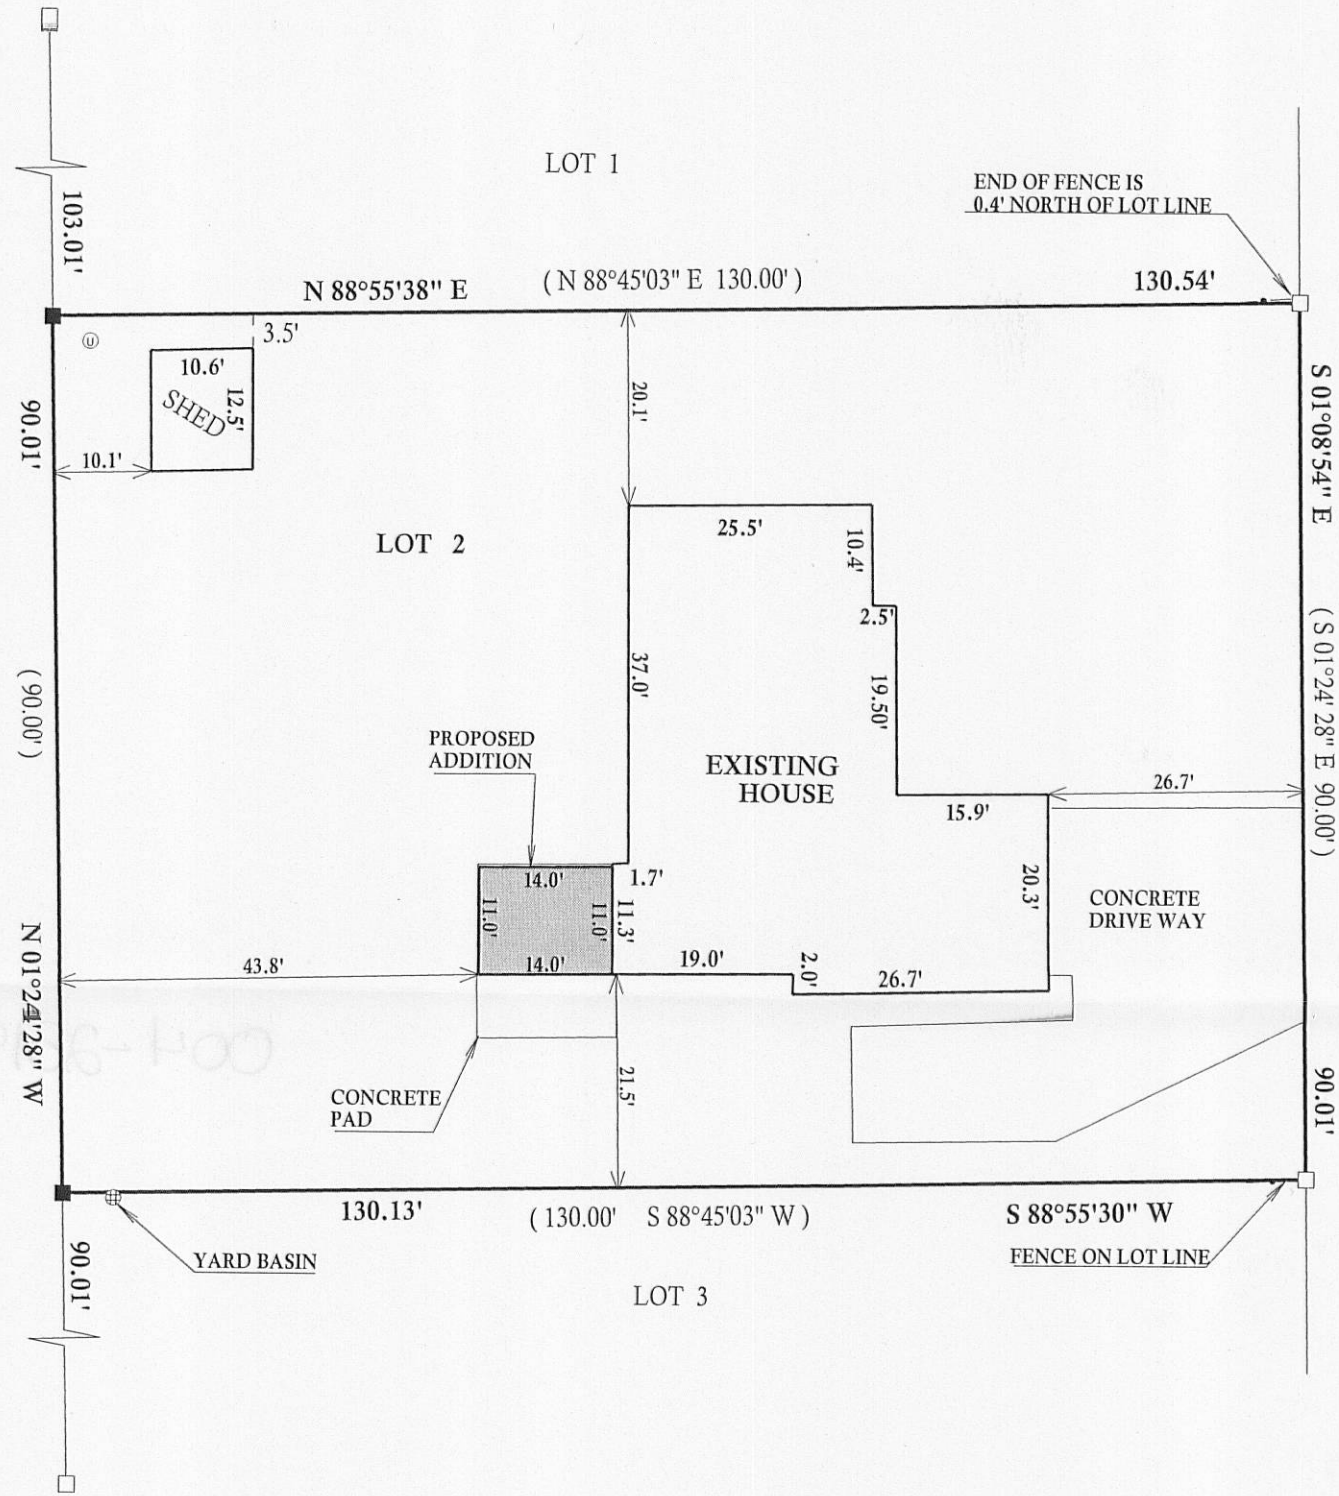 LOT 1
END OF FENCE IS
0.4' NORTH OF LOT LINE
103.01'
N 88°55'38" E
( N 88°45'03" E 130.00' )
130.54'
U
3.5'
10.6'
12.5'
SHED
10.1'
20.1'
90.01'
S 01°08'54" E
LOT 2
25.5'
10.4'
2.5'
37.0'
19.50'
( 90.00' )
( S 01°24' 28" E 90.00' )
PROPOSED
ADDITION
EXISTING
HOUSE
26.7'
15.9'
14.0'
1.7'
20.3'
11.0'
11.0'
11.3'
CONCRETE
DRIVE WAY
14.0'
19.0'
2.0'
26.7'
43.8'
N 01°24'28" W
21.5'
CONCRETE
PAD
90.01'
130.13'
( 130.00' S 88°45'03" W )
S 88°55'30" W
YARD BASIN
FENCE ON LOT LINE
90.01'
LOT 3